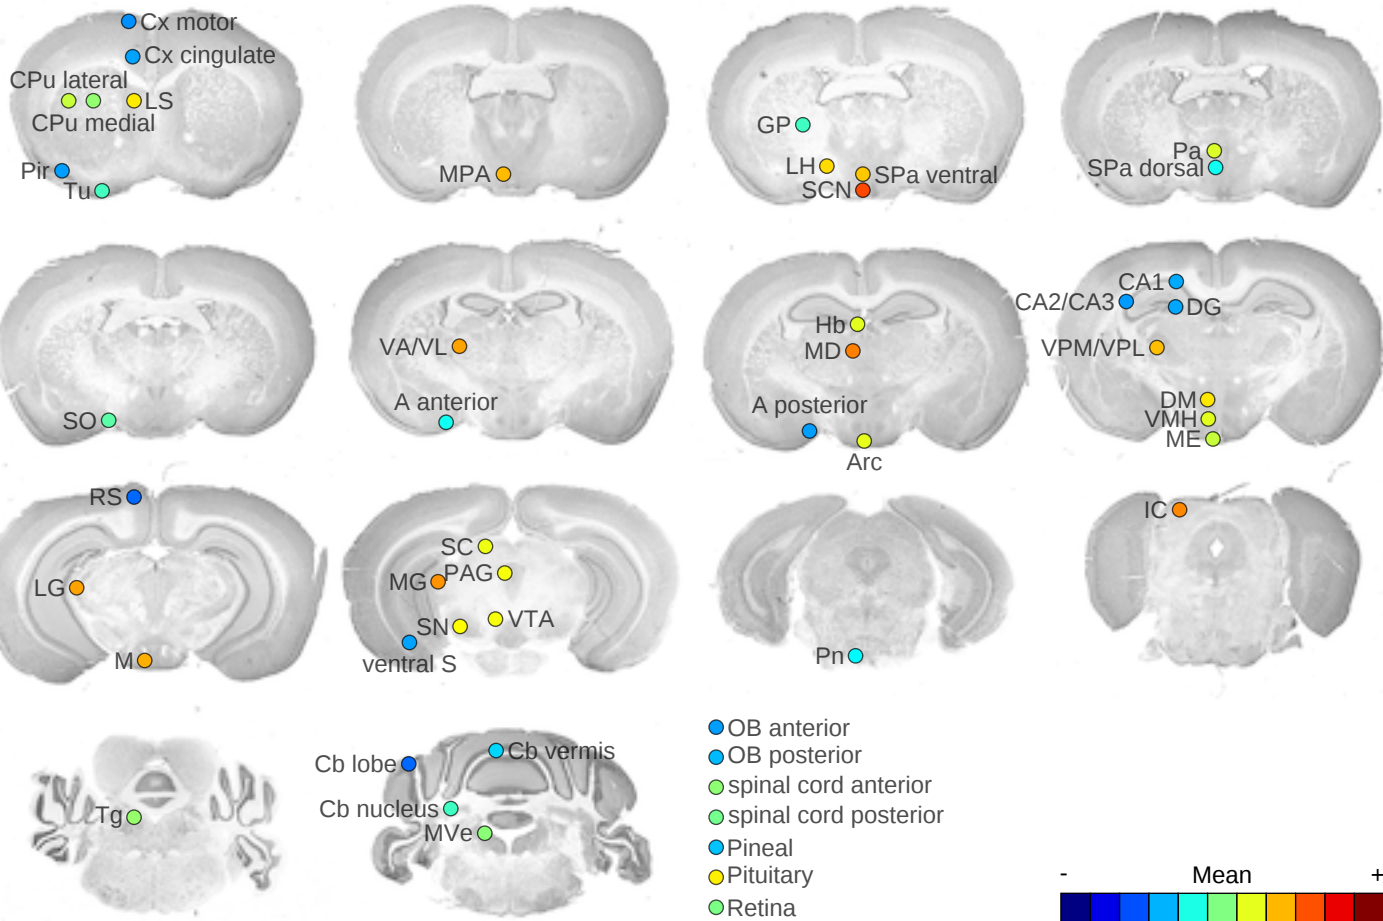 Cx motor
Cx cingulate
CPu lateral
LS
CPu medial
Pir
Tu
MPA
GP
LH
SPa ventral
SCN
Pa
SPa dorsal
SO
VA/VL
A anterior
Hb
MD
A posterior
Arc
CA1
CA2/CA3
DG
VPM/VPL
DM
VMH
ME
RS
LG
M
SC
MG
PAG
SN
VTA
ventral S
Pn
IC
Tg
Cb lobe
Cb vermis
Cb nucleus
MVe
OB anterior
OB posterior
spinal cord anterior
spinal cord posterior
Pineal
Pituitary
Retina
- Mean +